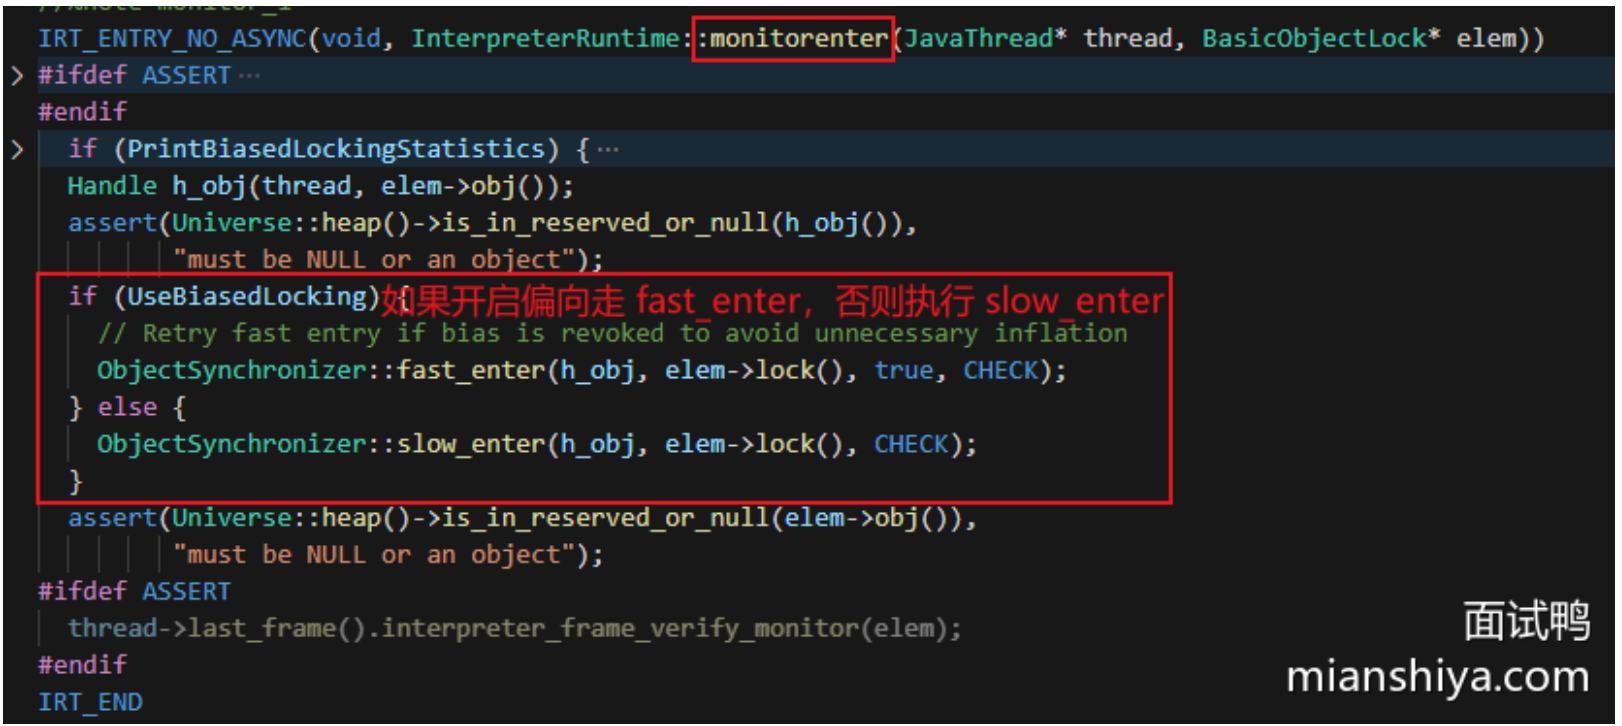 IRT_ENTRY_NO_ASYNC(void, InterpreterRuntime::monitorenter(JavaThread* thread, BasicObjectLock* elem))
#ifdef ASSERT ···
#endif
if (PrintBiasedLockingStatistics) { ···
Handle h_obj(thread, elem->obj());
assert(Universe::heap()->is_in_reserved_or_null(h_obj()),
"must be NULL or an object");
if (UseBiasedLocking) { 如果开启偏向走 fast_enter，否则执行 slow_enter
// Retry fast entry if bias is revoked to avoid unnecessary inflation
ObjectSynchronizer::fast_enter(h_obj, elem->lock(), true, CHECK);
} else {
ObjectSynchronizer::slow_enter(h_obj, elem->lock(), CHECK);
}
assert(Universe::heap()->is_in_reserved_or_null(elem->obj()),
"must be NULL or an object");
#ifdef ASSERT
thread->last_frame().interpreter_frame_verify_monitor(elem);
#endif
IRT_END
面试鸭
mianshiya.com